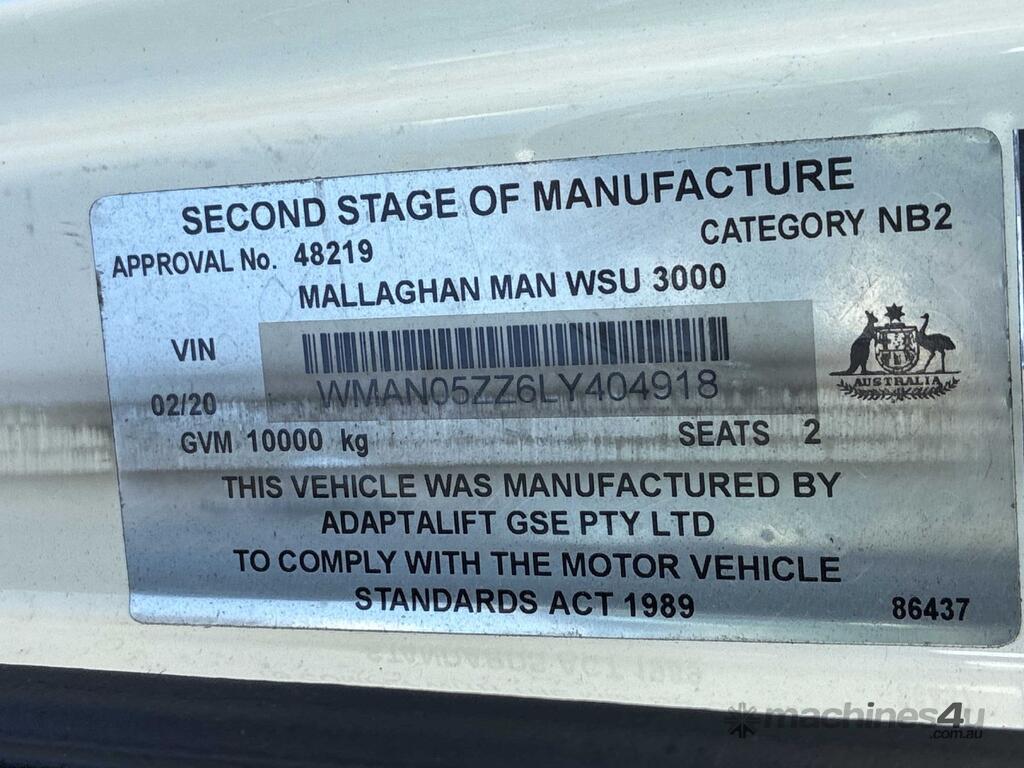 SECOND STAGE OF MANUFACTURE
APPROVAL No. 48219 CATEGORY NB2
MALLAGHAN MAN WSU 3000
VIN WMAN05ZZ6LY404918
AUSTRALIA
02/20
GVM 10000 kg SEATS 2
THIS VEHICLE WAS MANUFACTURED BY
ADAPTALIFT GSE PTY LTD
TO COMPLY WITH THE MOTOR VEHICLE
STANDARDS ACT 1989 86437
machines4u
.com.au